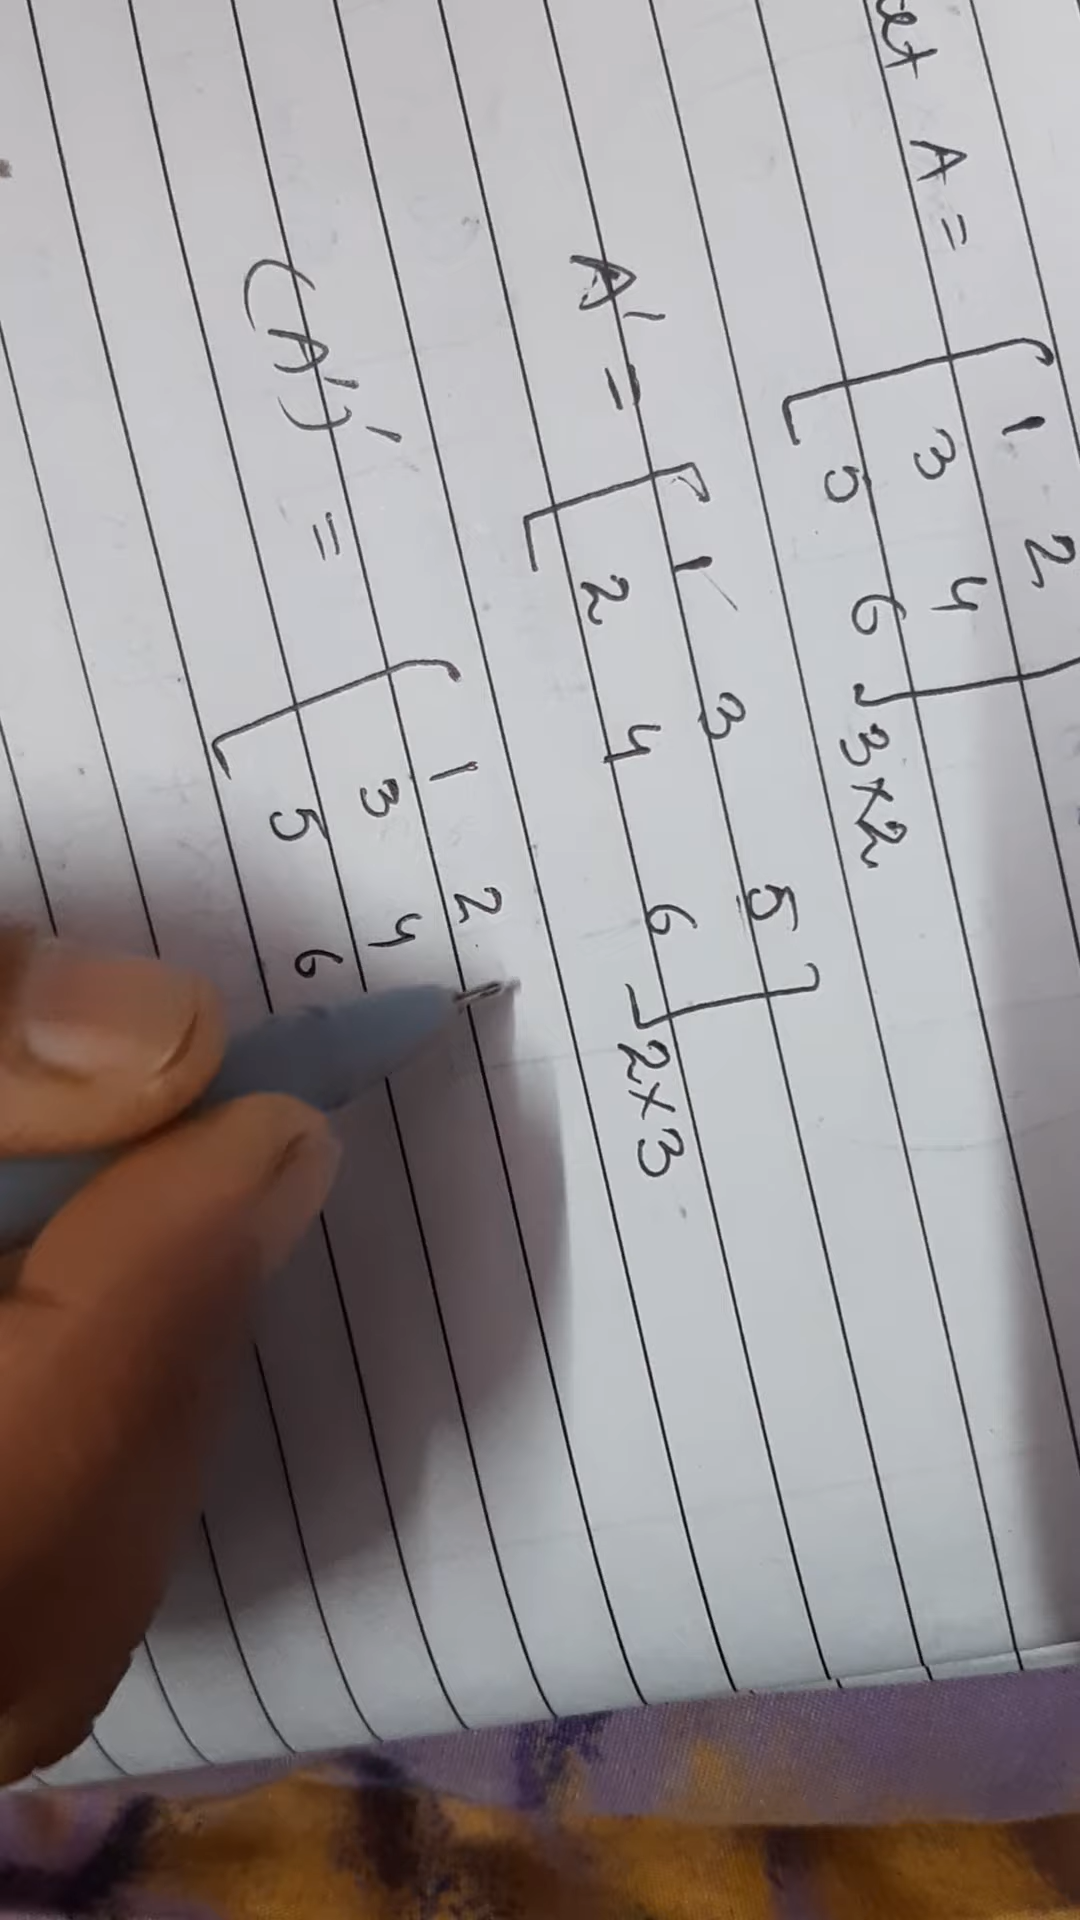 let A = [ 1 2
3 4
5 6 ] 3×2
A' = [ 1 3 5
2 4 6 ] 2×3
(A')' = [ 1 2
3 4
5 6